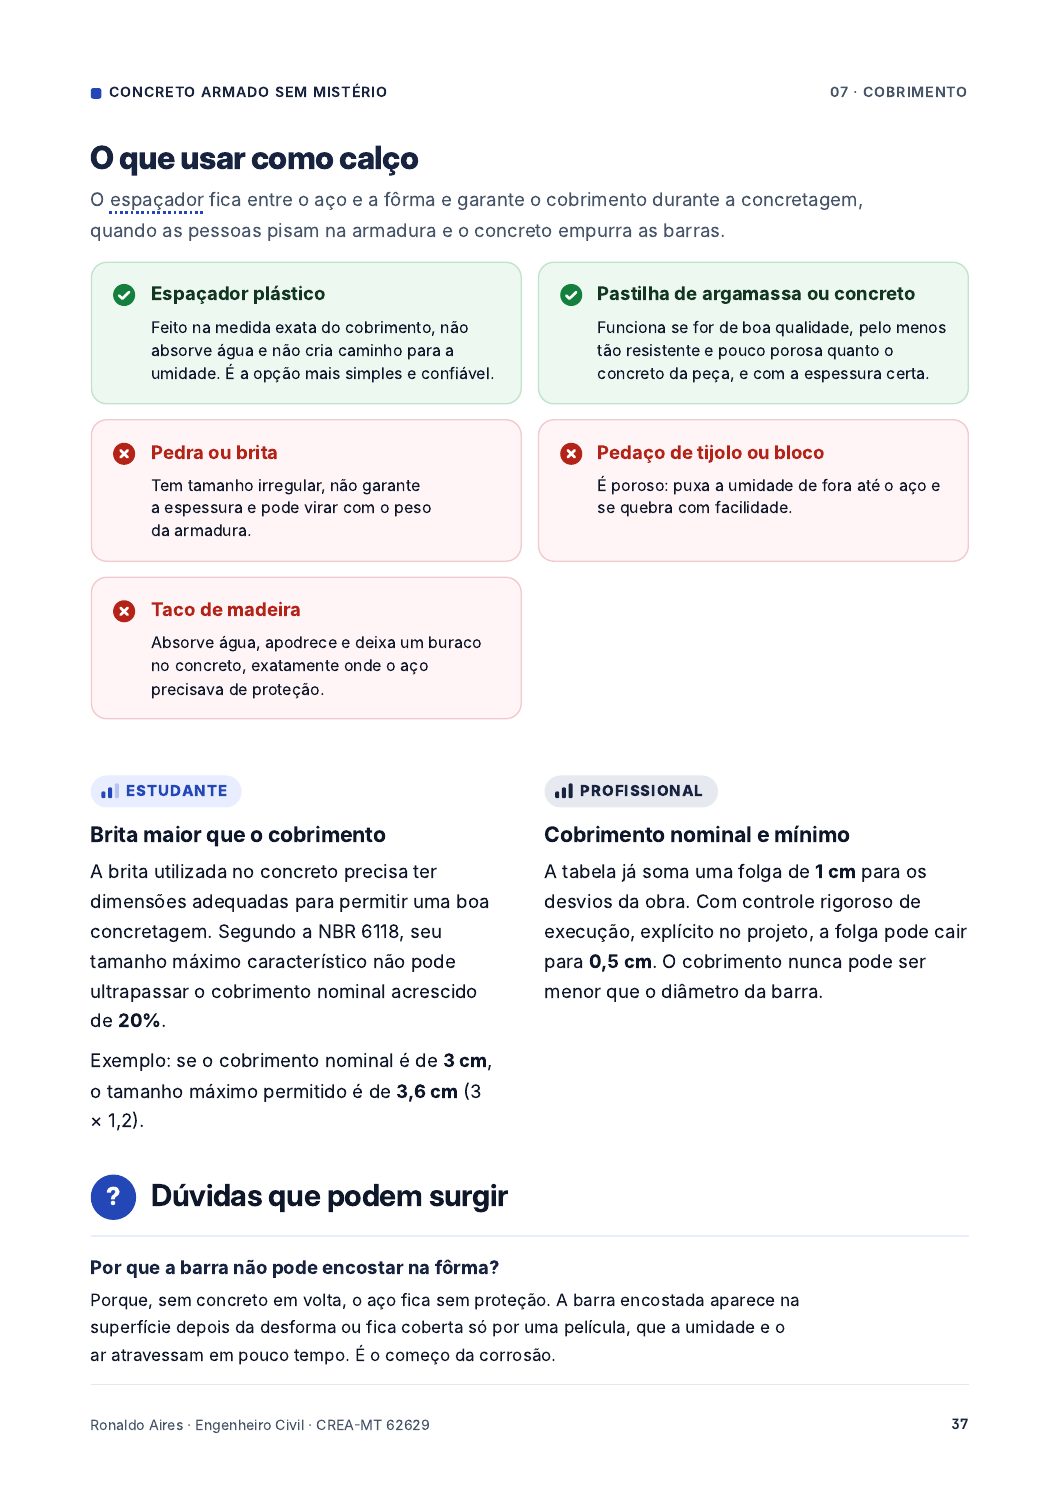 CONCRETO ARMADO SEM MISTÉRIO
07 · COBRIMENTO
O que usar como calço
O espaçador fica entre o aço e a fôrma e garante o cobrimento durante a concretagem,
quando as pessoas pisam na armadura e o concreto empurra as barras.
Espaçador plástico
Feito na medida exata do cobrimento, não
absorve água e não cria caminho para a
umidade. É a opção mais simples e confiável.
Pastilha de argamassa ou concreto
Funciona se for de boa qualidade, pelo menos
tão resistente e pouco porosa quanto o
concreto da peça, e com a espessura certa.
Pedra ou brita
Tem tamanho irregular, não garante
a espessura e pode virar com o peso
da armadura.
Pedaço de tijolo ou bloco
É poroso: puxa a umidade de fora até o aço e
se quebra com facilidade.
Taco de madeira
Absorve água, apodrece e deixa um buraco
no concreto, exatamente onde o aço
precisava de proteção.
ESTUDANTE
Brita maior que o cobrimento
A brita utilizada no concreto precisa ter
dimensões adequadas para permitir uma boa
concretagem. Segundo a NBR 6118, seu
tamanho máximo característico não pode
ultrapassar o cobrimento nominal acrescido
de 20%.
Exemplo: se o cobrimento nominal é de 3 cm,
o tamanho máximo permitido é de 3,6 cm (3
× 1,2).
PROFISSIONAL
Cobrimento nominal e mínimo
A tabela já soma uma folga de 1 cm para os
desvios da obra. Com controle rigoroso de
execução, explícito no projeto, a folga pode cair
para 0,5 cm. O cobrimento nunca pode ser
menor que o diâmetro da barra.
?
Dúvidas que podem surgir
Por que a barra não pode encostar na fôrma?
Porque, sem concreto em volta, o aço fica sem proteção. A barra encostada aparece na
superfície depois da desforma ou fica coberta só por uma película, que a umidade e o
ar atravessam em pouco tempo. É o começo da corrosão.
Ronaldo Aires · Engenheiro Civil · CREA-MT 62629
37